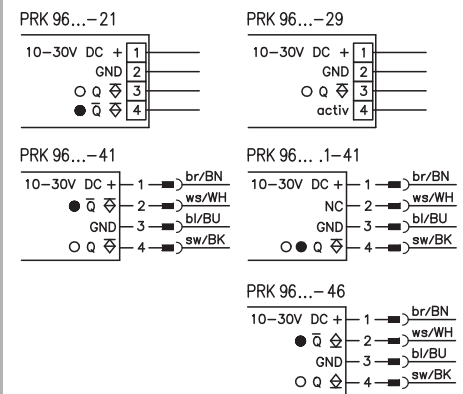 PRK 96...–21
10–30V DC + 1
GND 2
Q 3
Q̅ 4
PRK 96...–29
10–30V DC + 1
GND 2
Q 3
activ 4
PRK 96...–41
10–30V DC + 1 br/BN
Q̅ 2 ws/WH
GND 3 bl/BU
Q 4 sw/BK
PRK 96... .1–41
10–30V DC + 1 br/BN
NC 2 ws/WH
GND 3 bl/BU
Q 4 sw/BK
PRK 96...–46
10–30V DC + 1 br/BN
Q̅ 2 ws/WH
GND 3 bl/BU
Q 4 sw/BK